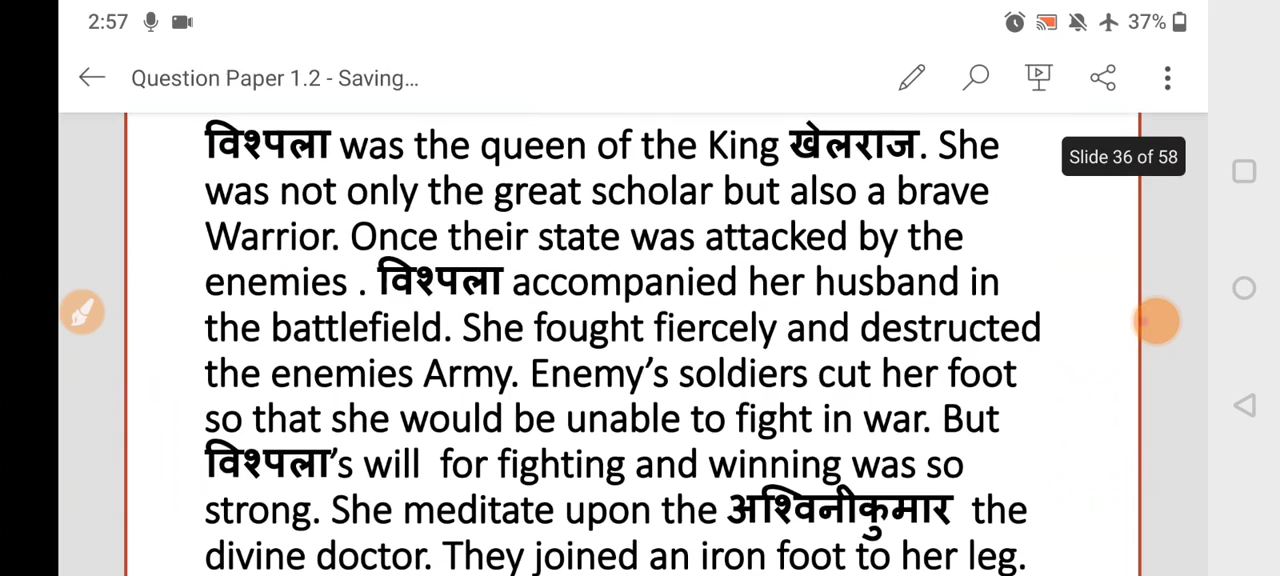 2:57
37%
Question Paper 1.2 - Saving...
Slide 36 of 58
विश्पला was the queen of the King खेलराज. She
was not only the great scholar but also a brave
Warrior. Once their state was attacked by the
enemies . विश्पला accompanied her husband in
the battlefield. She fought fiercely and destructed
the enemies Army. Enemy’s soldiers cut her foot
so that she would be unable to fight in war. But
विश्पला’s will for fighting and winning was so
strong. She meditate upon the अश्विनीकुमार the
divine doctor. They joined an iron foot to her leg.